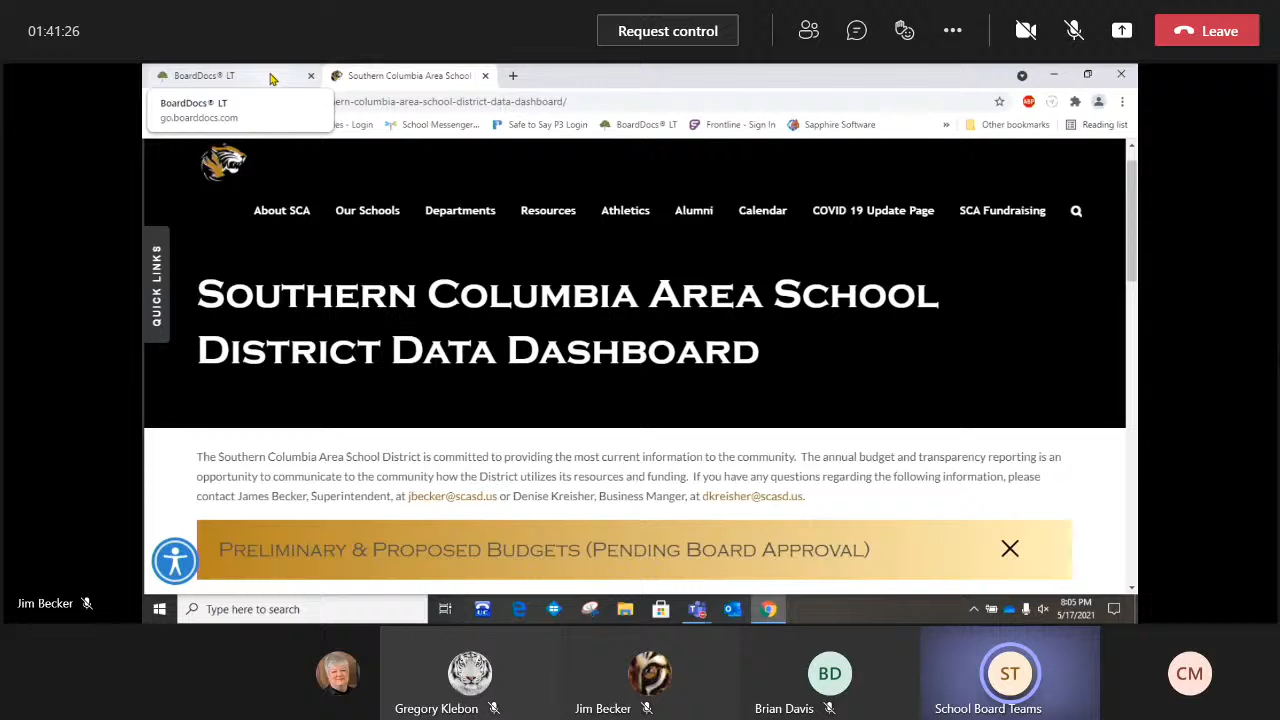 01:41:26
Request control
Leave
BoardDocs® LT
Southern Columbia Area School
BoardDocs® LT
go.boarddocs.com
ern-columbia-area-school-district-data-dashboard/
es - Login
School Messenger...
Safe to Say P3 Login
BoardDocs® LT
Frontline - Sign In
Sapphire Software
Other bookmarks
Reading list
ABP
About SCA
Our Schools
Departments
Resources
Athletics
Alumni
Calendar
COVID 19 Update Page
SCA Fundraising
QUICK LINKS
Southern Columbia Area School
District Data Dashboard
The Southern Columbia Area School District is committed to providing the most current information to the community. The annual budget and transparency reporting is an
opportunity to communicate to the community how the District utilizes its resources and funding. If you have any questions regarding the following information, please
contact James Becker, Superintendent, at jbecker@scasd.us or Denise Kreisher, Business Manger, at dkreisher@scasd.us.
Preliminary & Proposed Budgets (Pending Board Approval)
Jim Becker
Type here to search
8:05 PM
5/17/2021
Gregory Klebon
Jim Becker
BD
Brian Davis
ST
School Board Teams
CM